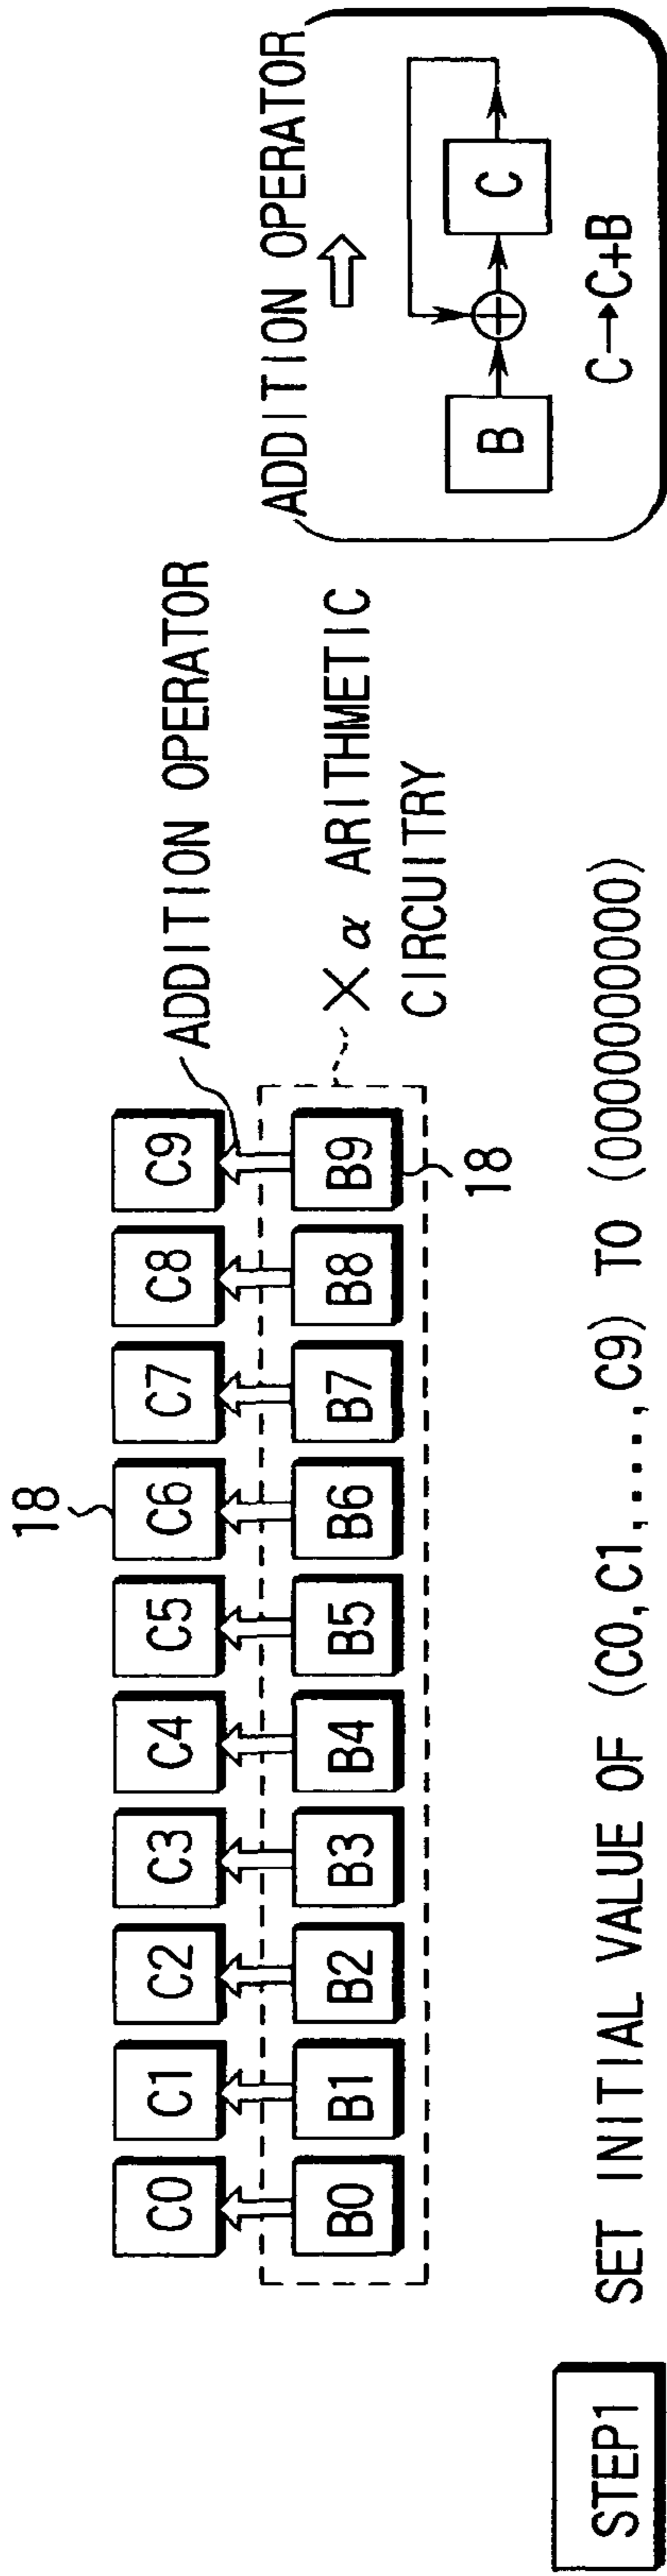 18
C0 C1 C2 C3 C4 C5 C6 C7 C8 C9
ADDITION OPERATOR
B0 B1 B2 B3 B4 B5 B6 B7 B8 B9
18
×α ARITHMETIC
CIRCUITRY
ADDITION OPERATOR
B C
C→C+B
STEP1 SET INITIAL VALUE OF (C0,C1,....,C9) TO (0000000000)